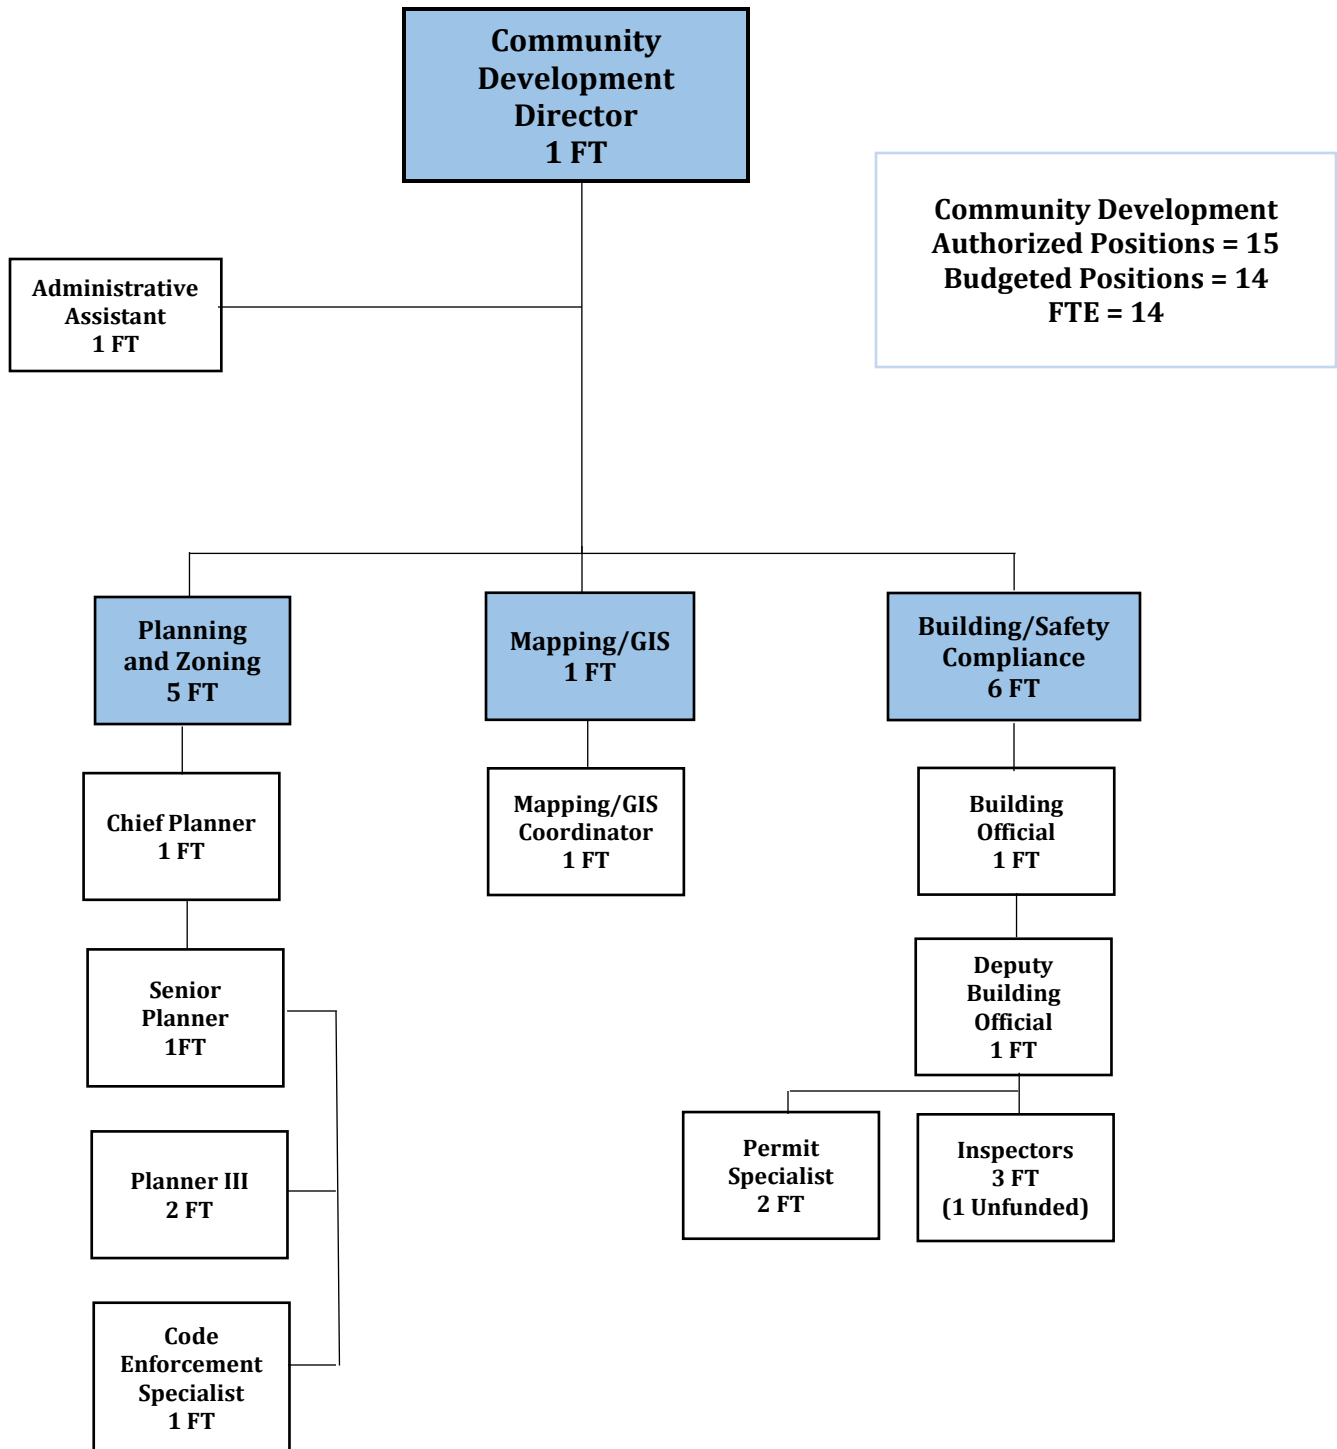 Community
Development
Director
1 FT
Community Development
Authorized Positions = 15
Budgeted Positions = 14
FTE = 14
Administrative
Assistant
1 FT
Planning
and Zoning
5 FT
Mapping/GIS
1 FT
Building/Safety
Compliance
6 FT
Chief Planner
1 FT
Mapping/GIS
Coordinator
1 FT
Building
Official
1 FT
Senior
Planner
1FT
Deputy
Building
Official
1 FT
Planner III
2 FT
Permit
Specialist
2 FT
Inspectors
3 FT
(1 Unfunded)
Code
Enforcement
Specialist
1 FT